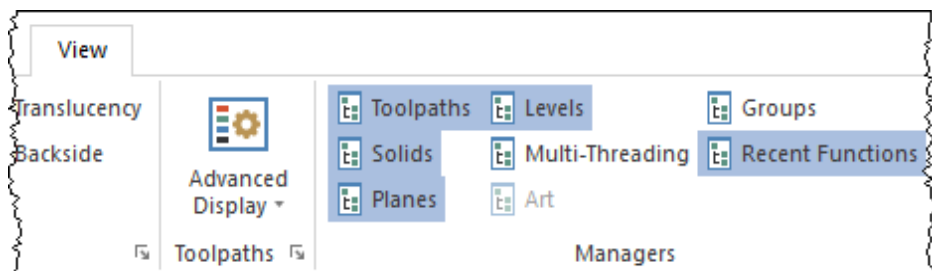 View
Translucency
Backside
Advanced
Display
Toolpaths
Toolpaths
Solids
Planes
Levels
Multi-Threading
Art
Groups
Recent Functions
Managers